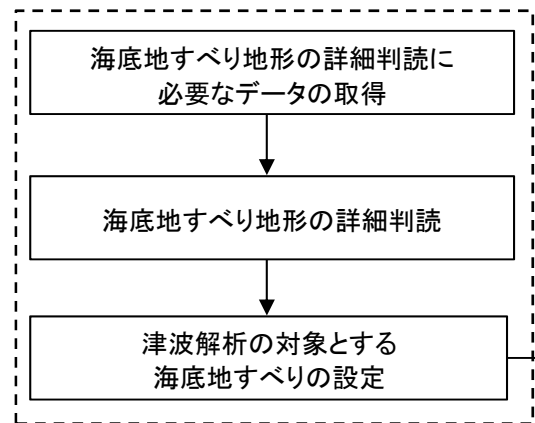 海底地すべり地形の詳細判読に
必要なデータの取得
海底地すべり地形の詳細判読
津波解析の対象とする
海底地すべりの設定